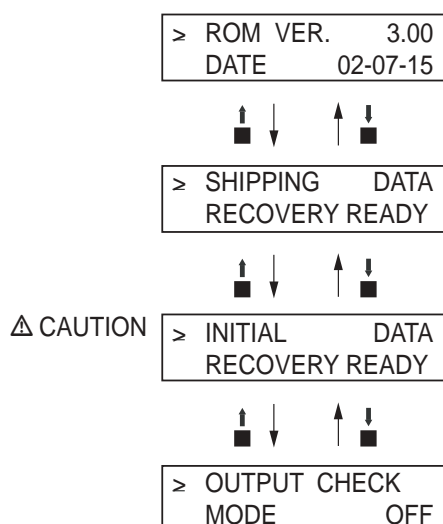 ≥ ROM VER. 3.00
DATE 02-07-15
≥ SHIPPING DATA
RECOVERY READY
⚠ CAUTION
≥ INITIAL DATA
RECOVERY READY
≥ OUTPUT CHECK
MODE OFF